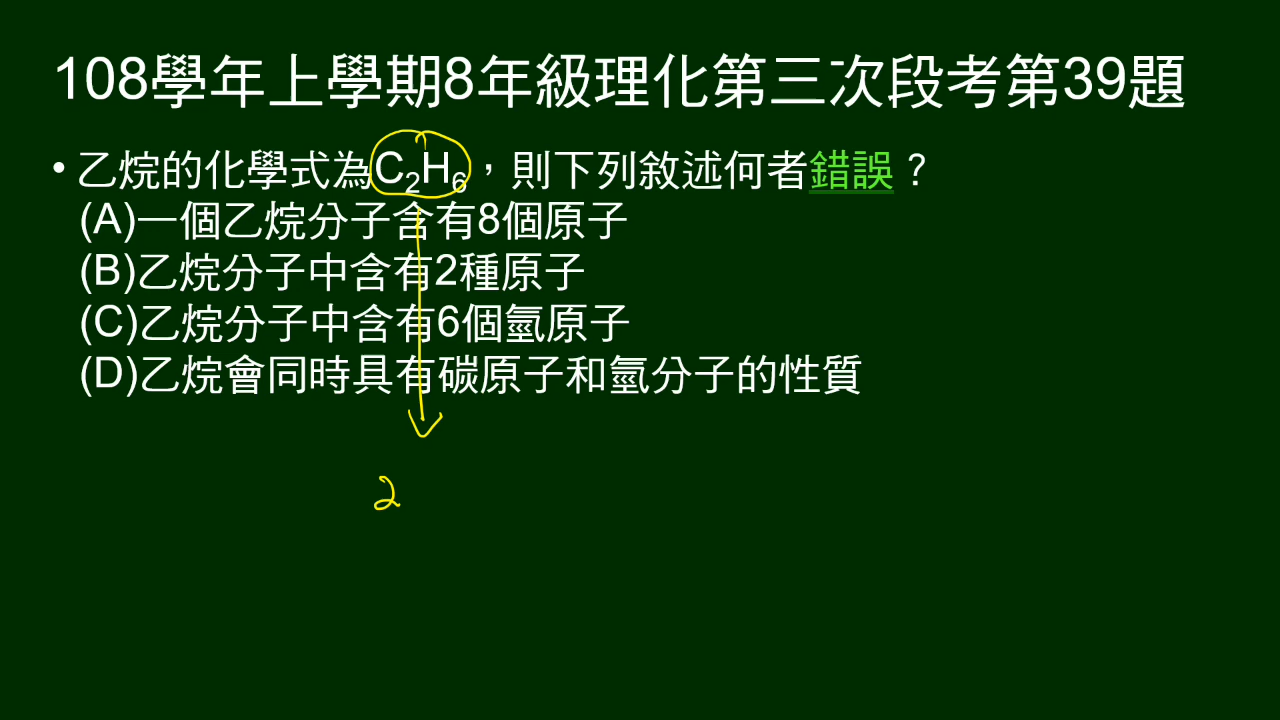 108學年上學期8年級理化第三次段考第39題
• 乙烷的化學式為C₂H₆，則下列敘述何者錯誤？
(A)一個乙烷分子含有8個原子
(B)乙烷分子中含有2種原子
(C)乙烷分子中含有6個氫原子
(D)乙烷會同時具有碳原子和氫分子的性質
2